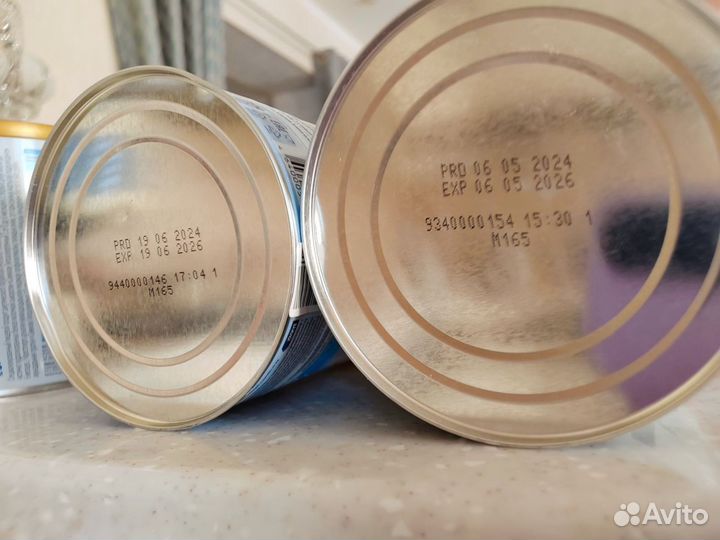 PRD 19 06 2024
EXP 19 06 2026
9440000146 17:04 1
M165
PRD 06 05 2024
EXP 06 05 2026
9340000154 15:30 1
M165
Avito